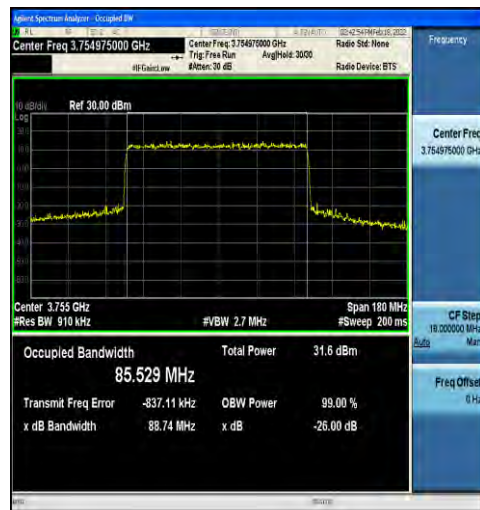 Agilent Spectrum Analyzer - Occupied BW
Center Freq 3.754975000 GHz
Center Freq: 3.754975000 GHz
Radio Std: None
Trig: Free Run Avg|Hold: 30/30
#IFGain:Low #Atten: 30 dB Radio Device: BTS
10 dB/div Ref 30.00 dBm
Log
Center 3.755 GHz Span 180 MHz
#Res BW 910 kHz #VBW 2.7 MHz #Sweep 200 ms
Occupied Bandwidth Total Power 31.6 dBm
85.529 MHz
Transmit Freq Error -837.11 kHz OBW Power 99.00 %
x dB Bandwidth 88.74 MHz x dB -26.00 dB
Frequency
Center Freq
3.754975000 GHz
CF Step
18.000000 MHz
Auto Man
Freq Offset
0 Hz